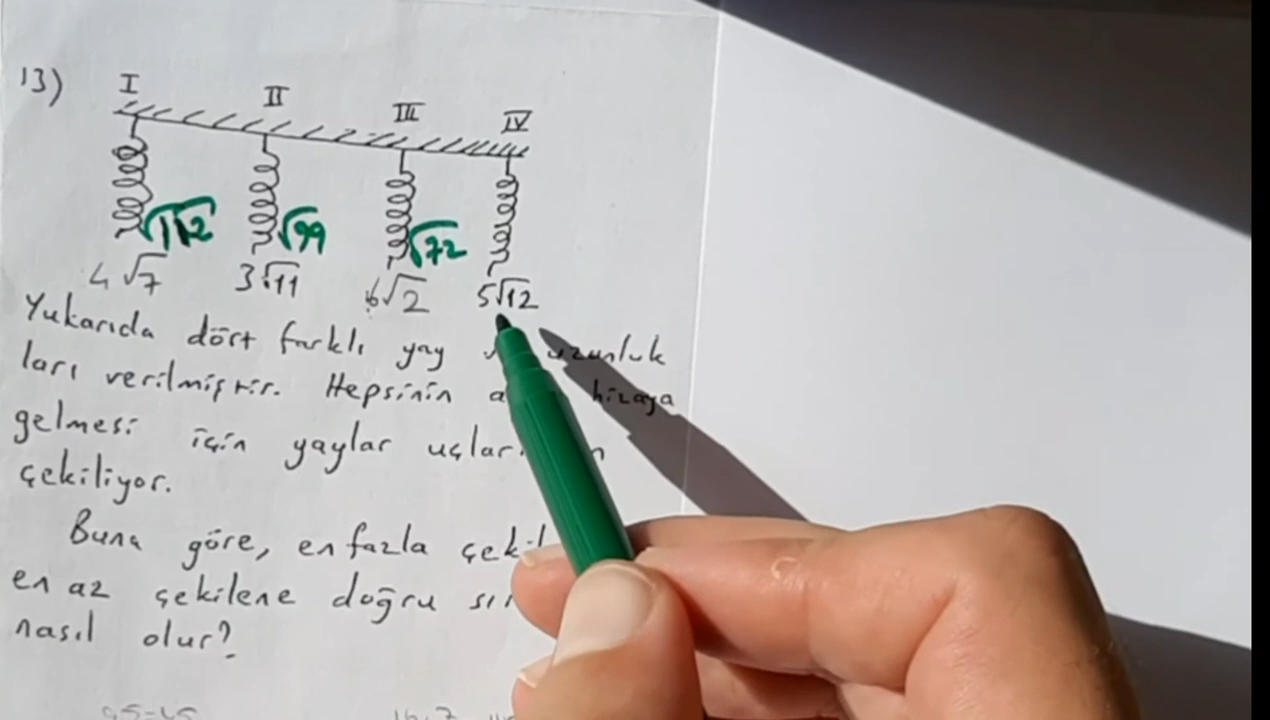 13)
I II III IV
√112 √99 √72
4√7 3√11 6√2 5√12
Yukarıda dört farklı yay uzunluk
ları verilmiştir. Hepsinin hizaya
gelmesi için yaylar
çekiliyor.
Buna göre, en fazla
en az çekilene doğru
nasıl olur?